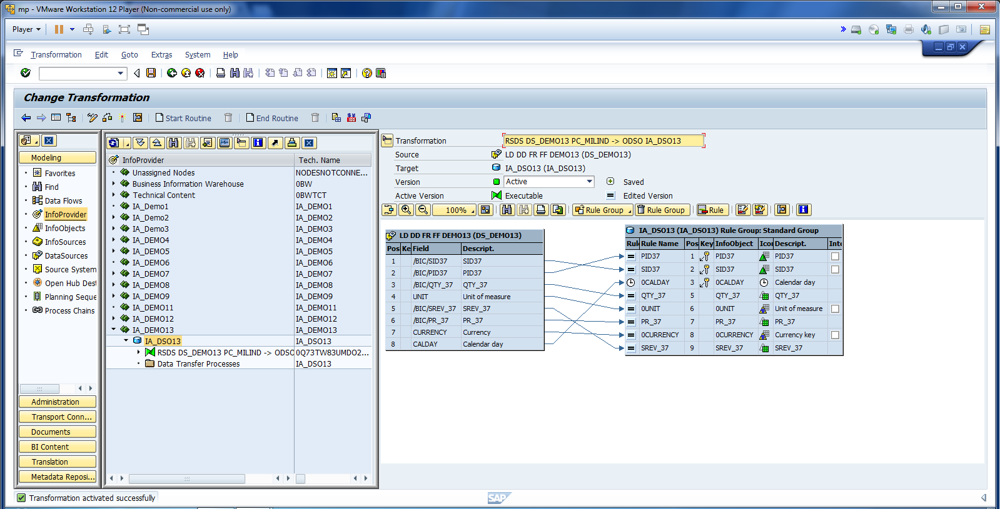 mp - VMware Workstation 12 Player (Non-commercial use only)
Player
Transformation Edit Goto Extras System Help
Change Transformation
Start Routine End Routine
Modeling
Favorites
Find
Data Flows
InfoProvider
InfoObjects
InfoSources
DataSources
Source System
Open Hub Dest
Planning Seque
Process Chains
Administration
Transport Conn...
Documents
BI Content
Translation
Metadata Reposi...
InfoProvider Tech. Name
Unassigned Nodes NODESNOTCONNE...
Business Information Warehouse 0BW
Technical Content 0BWTCT
IA_Demo1 IA_DEMO1
IA_Demo2 IA_DEMO2
IA_Demo3 IA_DEMO3
IA_DEMO4 IA_DEMO4
IA_DEMO5 IA_DEMO5
IA_DEMO6 IA_DEMO6
IA_DEMO7 IA_DEMO7
IA_DEMO8 IA_DEMO8
IA_DEMO9 IA_DEMO9
IA_DEMO11 IA_DEMO11
IA_DEMO12 IA_DEMO12
IA_DEMO13 IA_DEMO13
IA_DSO13 IA_DSO13
RSDS DS_DEMO13 PC_MILIND -> ODSO 0Q73TW83UMDO2...
Data Transfer Processes IA_DSO13
Transformation RSDS DS_DEMO13 PC_MILIND -> ODSO IA_DSO13
Source LD DD FR FF DEMO13 (DS_DEMO13)
Target IA_DSO13 (IA_DSO13)
Version Active Saved
Active Version Executable Edited Version
100% Rule Group Rule Group Rule
LD DD FR FF DEMO13 (DS_DEMO13)
Pos Ke Field Descript.
1 /BIC/SID37 SID37
2 /BIC/PID37 PID37
3 /BIC/QTY_37 QTY_37
4 UNIT Unit of measure
5 /BIC/SREV_37 SREV_37
6 /BIC/PR_37 PR_37
7 CURRENCY Currency
8 CALDAY Calendar day
IA_DSO13 (IA_DSO13) Rule Group: Standard Group
Rul Rule Name Pos Key InfoObject Icon Descript. Inte
PID37 1 PID37 PID37
SID37 2 SID37 SID37
0CALDAY 3 0CALDAY Calendar day
QTY_37 5 QTY_37 QTY_37
0UNIT 6 0UNIT Unit of measure
PR_37 7 PR_37 PR_37
0CURRENCY 8 0CURRENCY Currency key
SREV_37 9 SREV_37 SREV_37
Transformation activated successfully
SAP